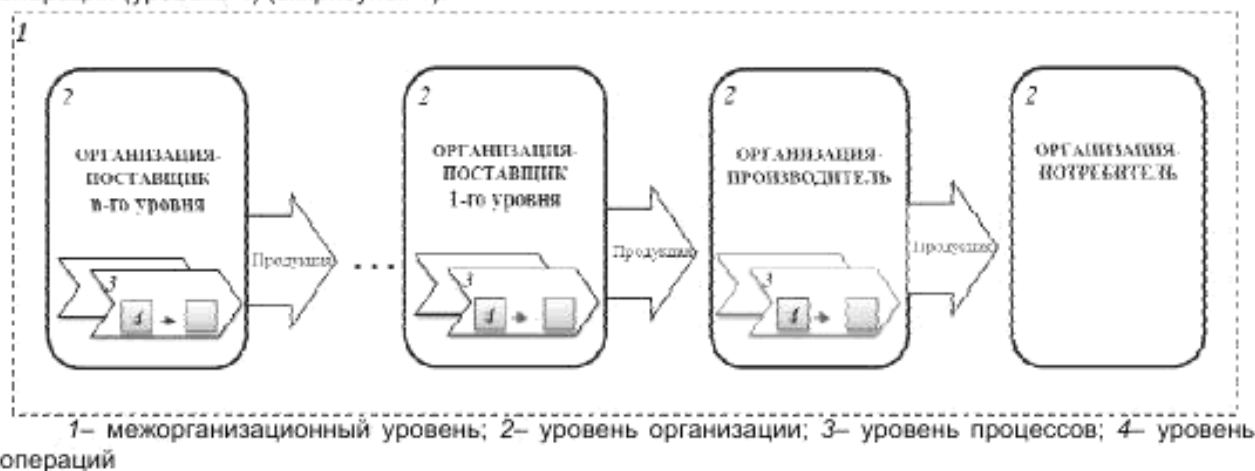 1
2
ОРГАНИЗАЦИЯ-
ПОСТАВЩИК
n-го уровня
3
4
Продукция
...
2
ОРГАНИЗАЦИЯ-
ПОСТАВЩИК
1-го уровня
3
4
Продукция
2
ОРГАНИЗАЦИЯ-
ПРОИЗВОДИТЕЛЬ
3
4
Продукция
2
ОРГАНИЗАЦИЯ-
ПОТРЕБИТЕЛЬ
1– межорганизационный уровень; 2– уровень организации; 3– уровень процессов; 4– уровень
операций